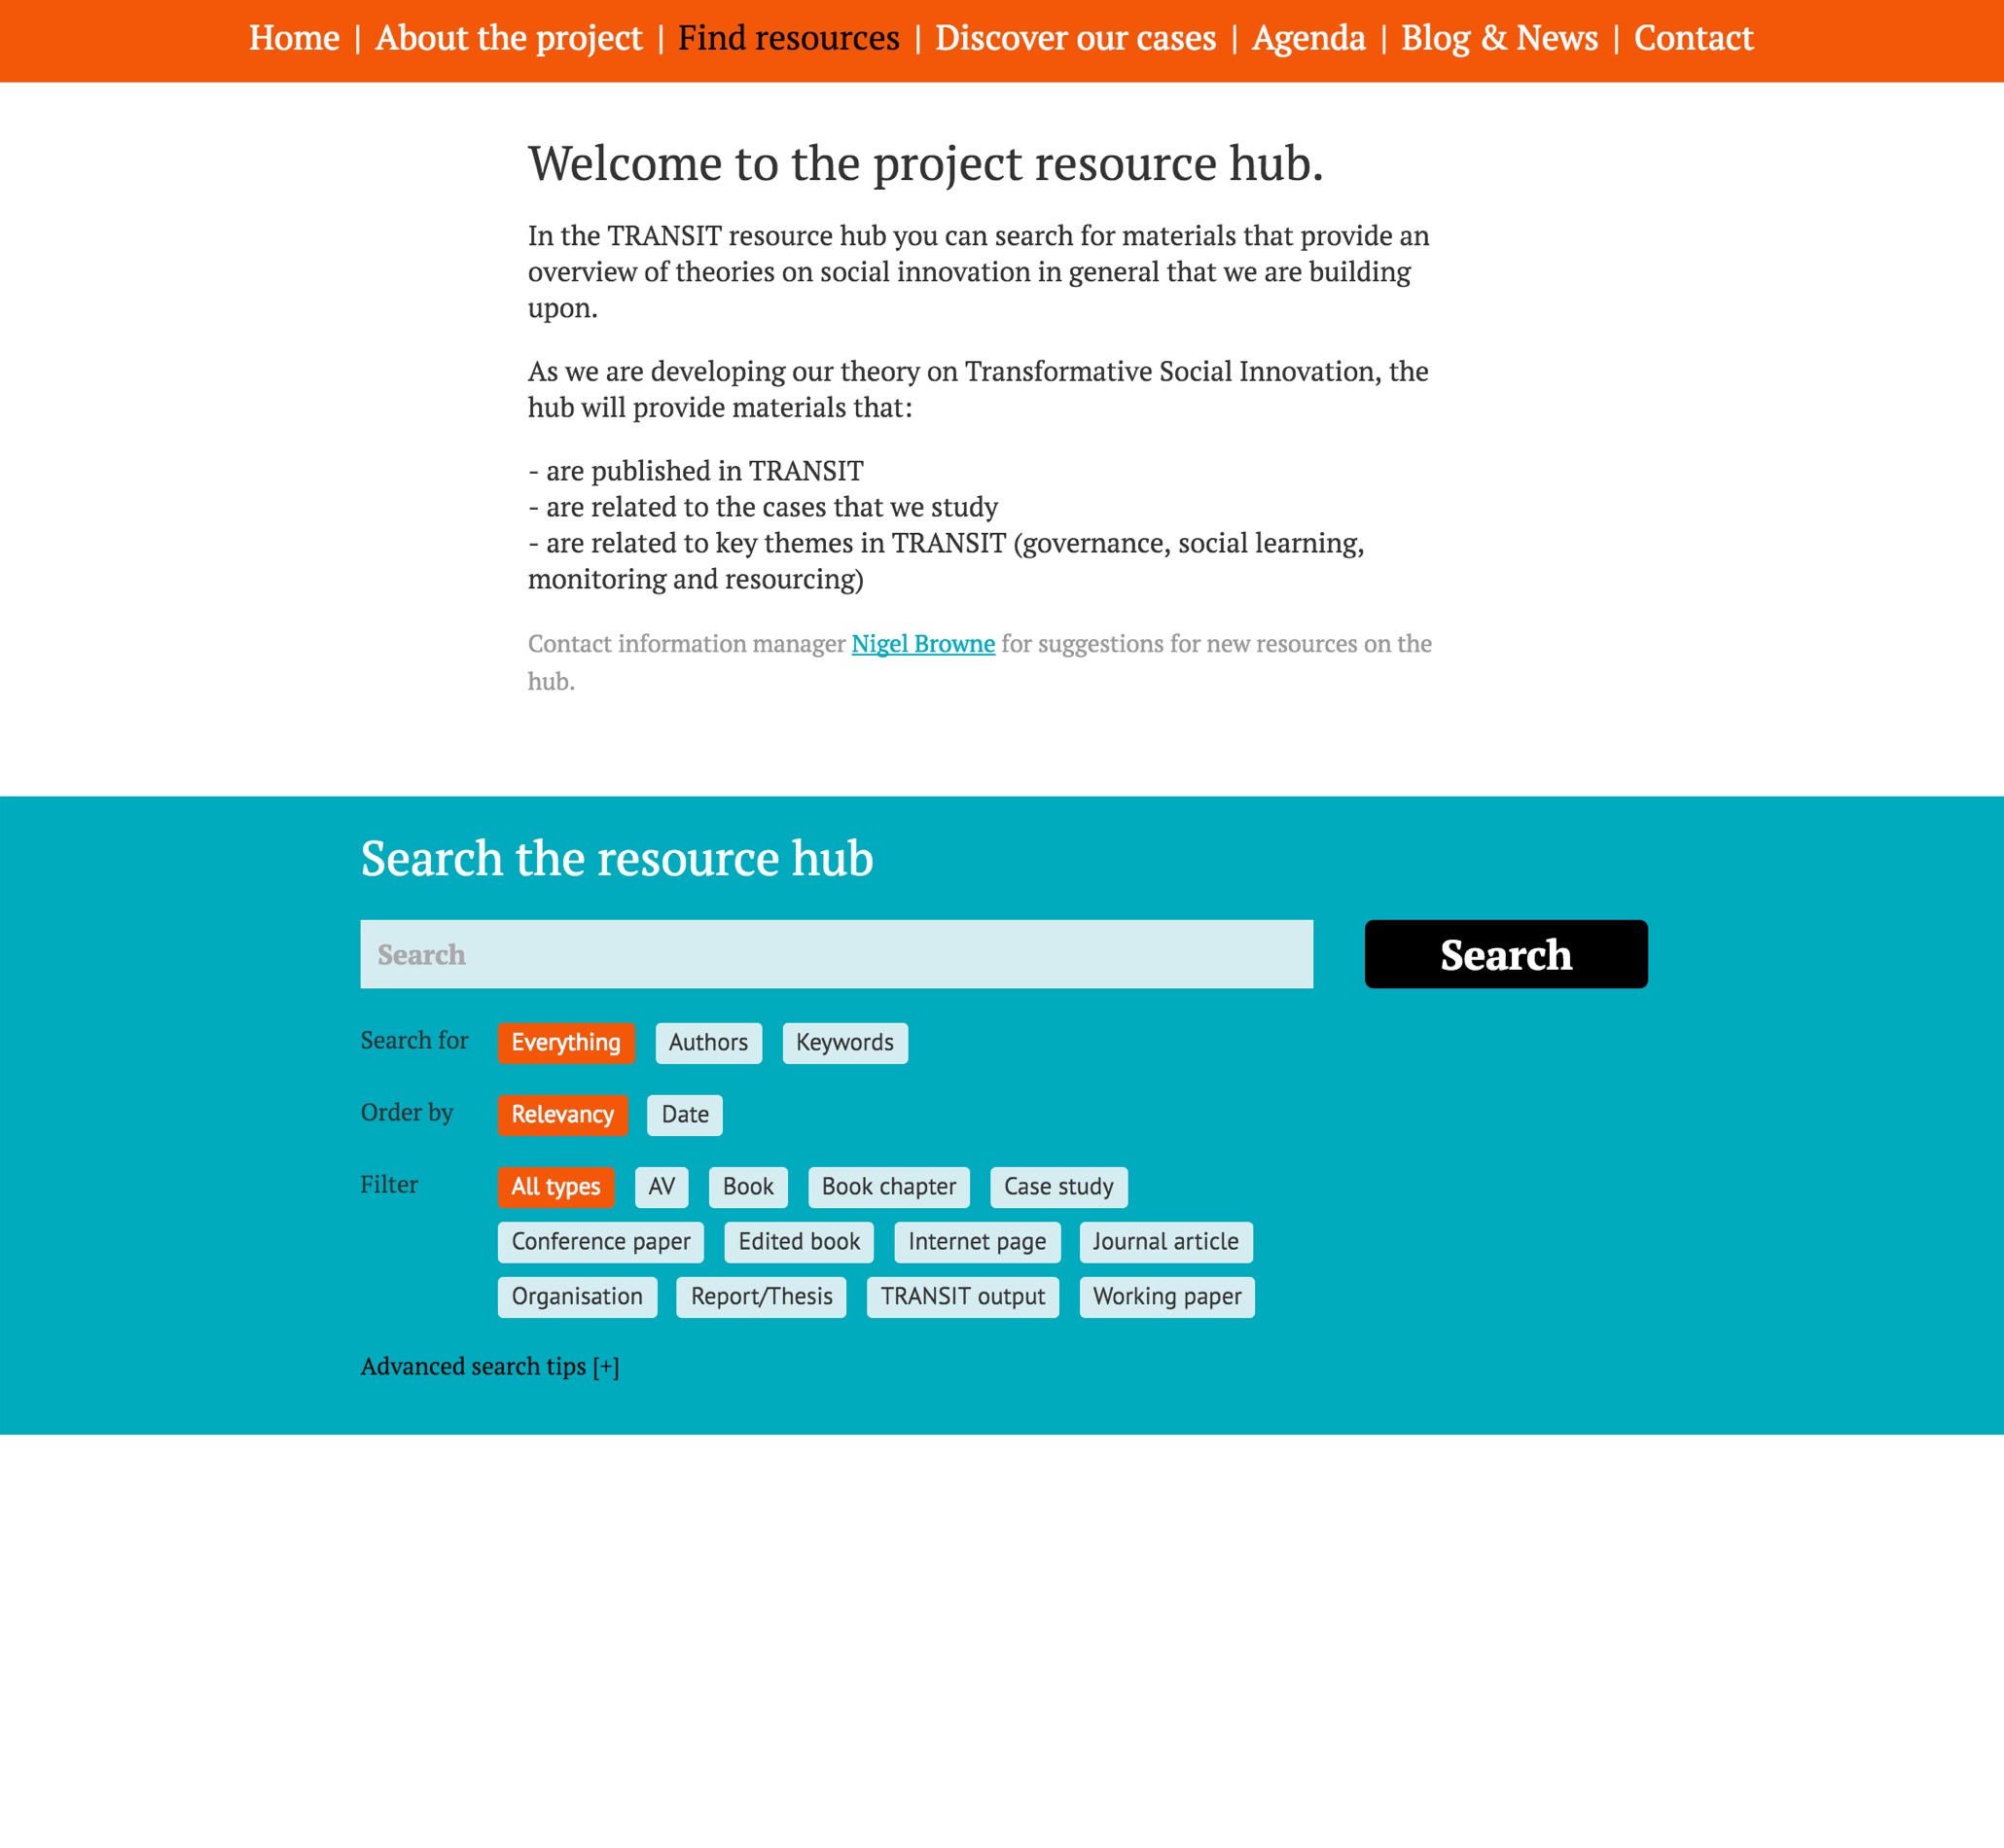 Home | About the project | Find resources | Discover our cases | Agenda | Blog & News | Contact
Welcome to the project resource hub.
In the TRANSIT resource hub you can search for materials that provide an
overview of theories on social innovation in general that we are building
upon.
As we are developing our theory on Transformative Social Innovation, the
hub will provide materials that:
- are published in TRANSIT
- are related to the cases that we study
- are related to key themes in TRANSIT (governance, social learning,
monitoring and resourcing)
Contact information manager Nigel Browne for suggestions for new resources on the
hub.
Search the resource hub
Search Search
Search for Everything Authors Keywords
Order by Relevancy Date
Filter All types AV Book Book chapter Case study
Conference paper Edited book Internet page Journal article
Organisation Report/Thesis TRANSIT output Working paper
Advanced search tips [+]